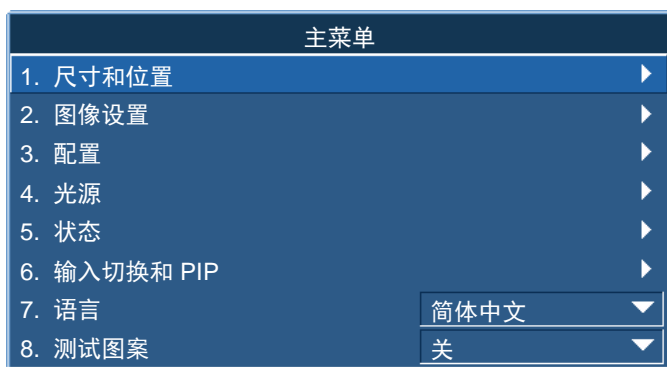 主菜单
1. 尺寸和位置
2. 图像设置
3. 配置
4. 光源
5. 状态
6. 输入切换和 PIP
7. 语言 简体中文
8. 测试图案 关